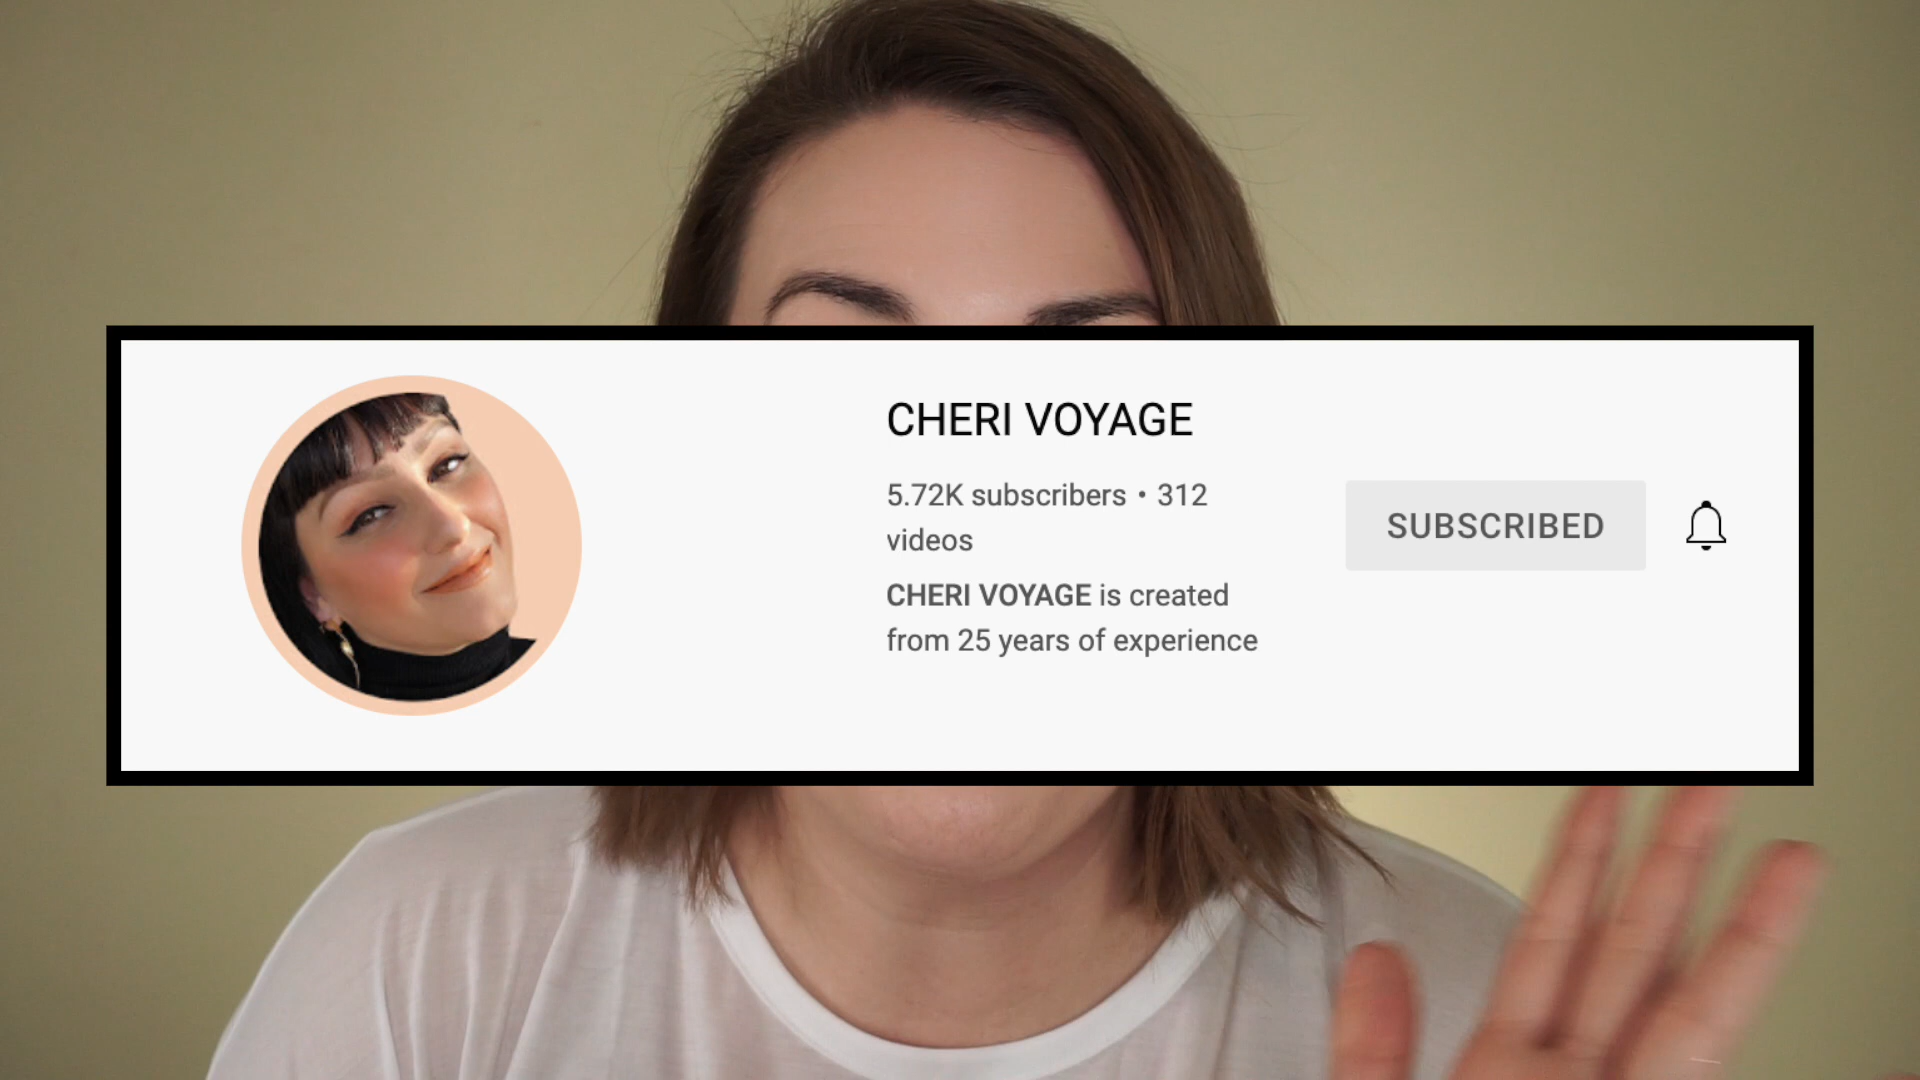 CHERI VOYAGE
5.72K subscribers • 312
videos
CHERI VOYAGE is created
from 25 years of experience
SUBSCRIBED